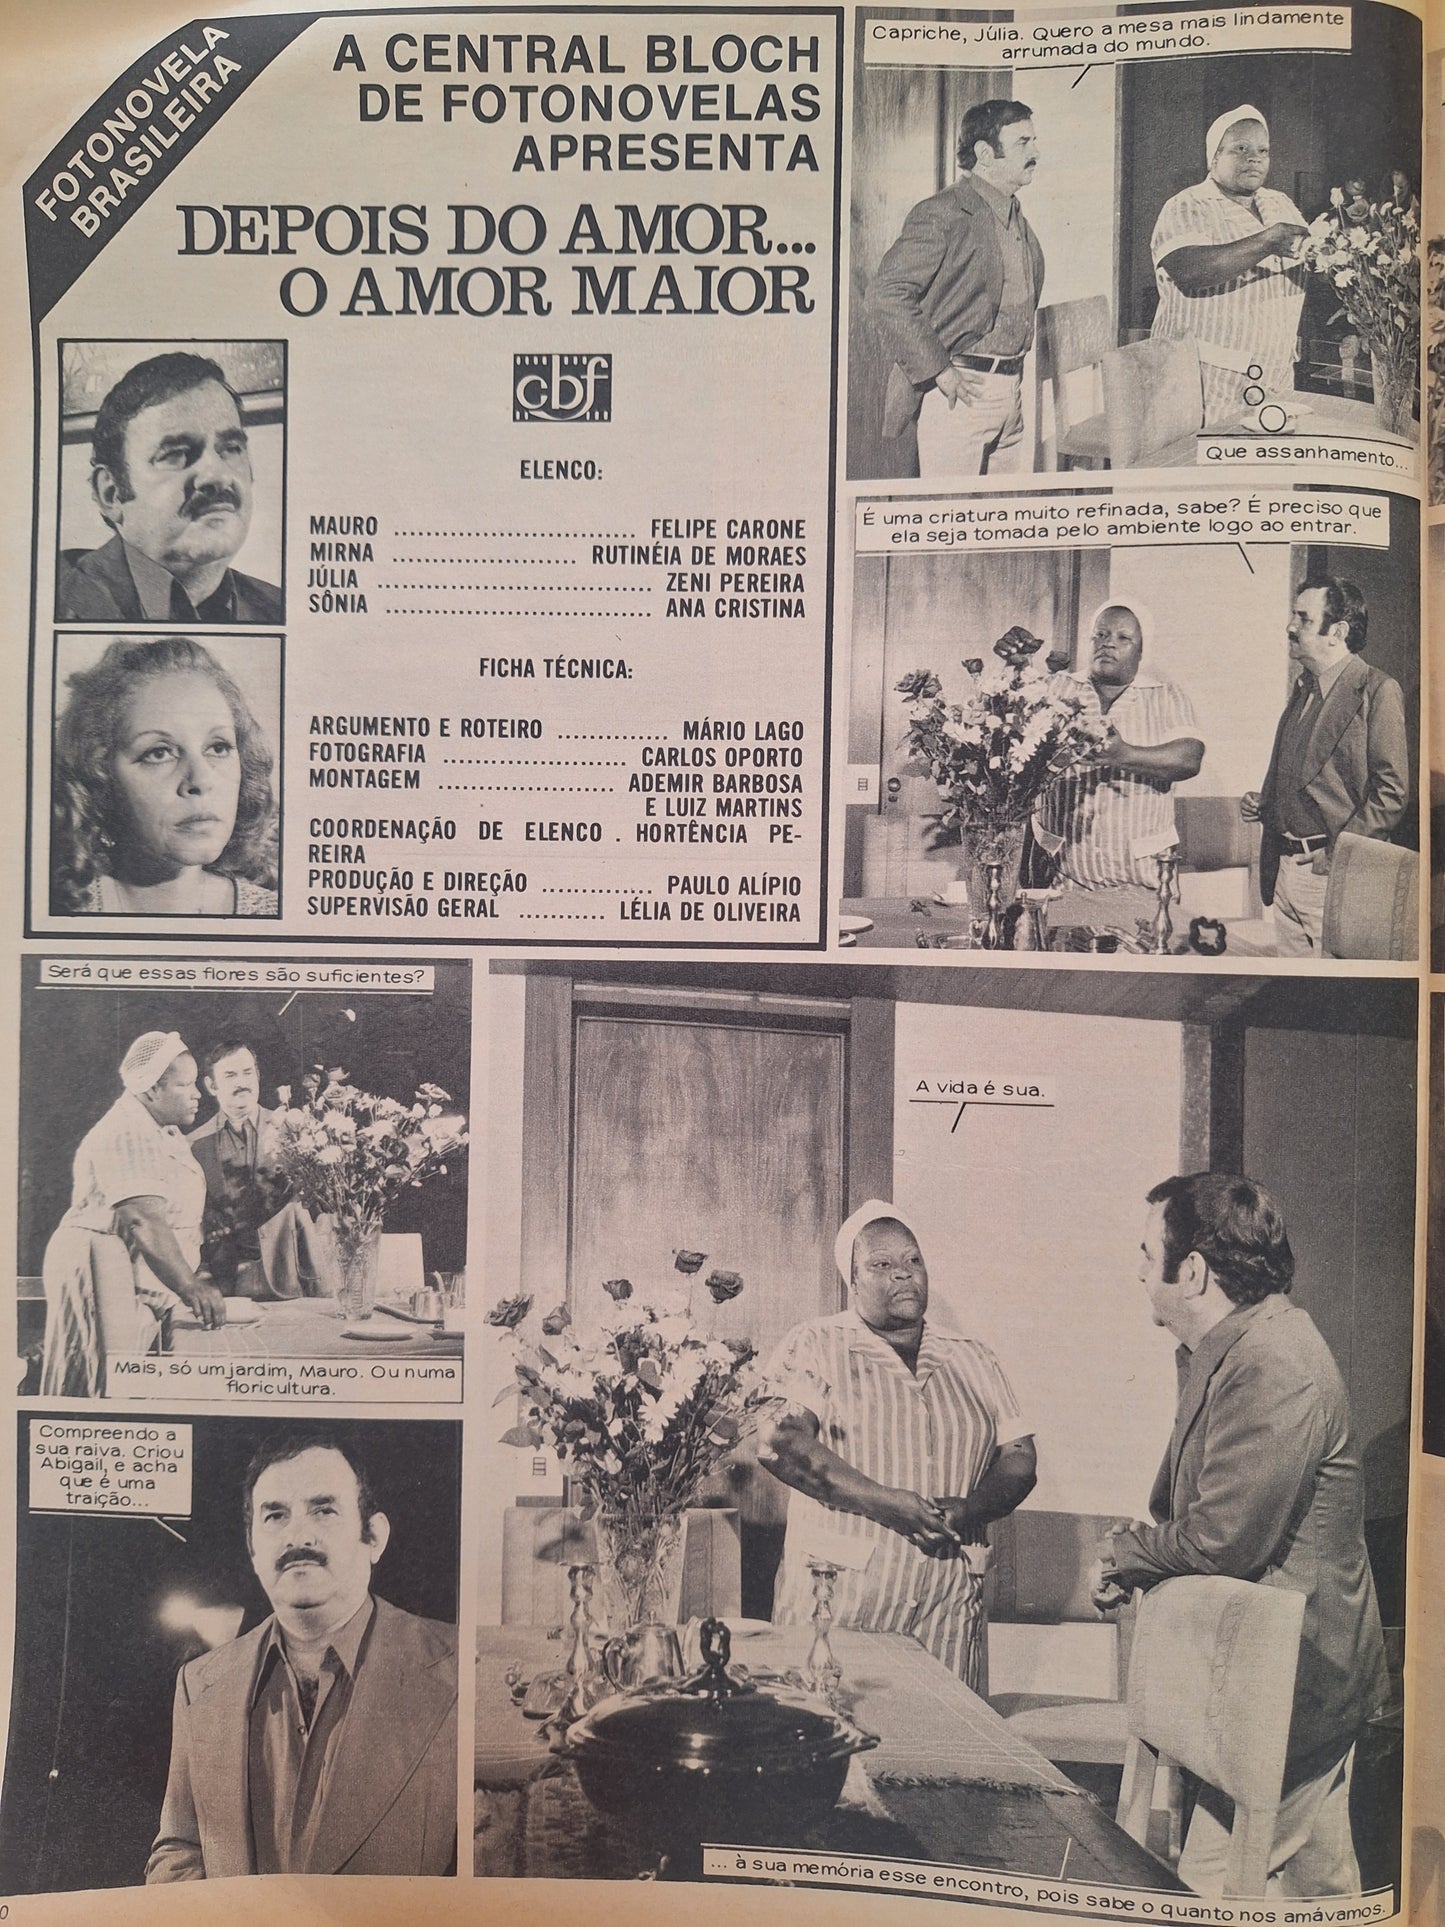 FOTONOVELA
BRASILEIRA
A CENTRAL BLOCH
DE FOTONOVELAS
APRESENTA
DEPOIS DO AMOR...
O AMOR MAIOR
cbf
ELENCO:
MAURO .............................. FELIPE CARONE
MIRNA ........................ RUTINÉIA DE MORAES
JÚLIA .................................. ZENI PEREIRA
SÔNIA ................................. ANA CRISTINA
FICHA TÉCNICA:
ARGUMENTO E ROTEIRO .............. MÁRIO LAGO
FOTOGRAFIA ....................... CARLOS OPORTO
MONTAGEM ...................... ADEMIR BARBOSA
E LUIZ MARTINS
COORDENAÇÃO DE ELENCO . HORTÊNCIA PE-
REIRA
PRODUÇÃO E DIREÇÃO .............. PAULO ALÍPIO
SUPERVISÃO GERAL ........... LÉLIA DE OLIVEIRA
Capriche, Júlia. Quero a mesa mais lindamente
arrumada do mundo.
Que assanhamento...
É uma criatura muito refinada, sabe? É preciso que
ela seja tomada pelo ambiente logo ao entrar.
Será que essas flores são suficientes?
Mais, só um jardim, Mauro. Ou numa
floricultura.
A vida é sua.
Compreendo a
sua raiva. Criou
Abigail, e acha
que é uma
traição...
... à sua memória esse encontro, pois sabe o quanto nos amávamos.
0